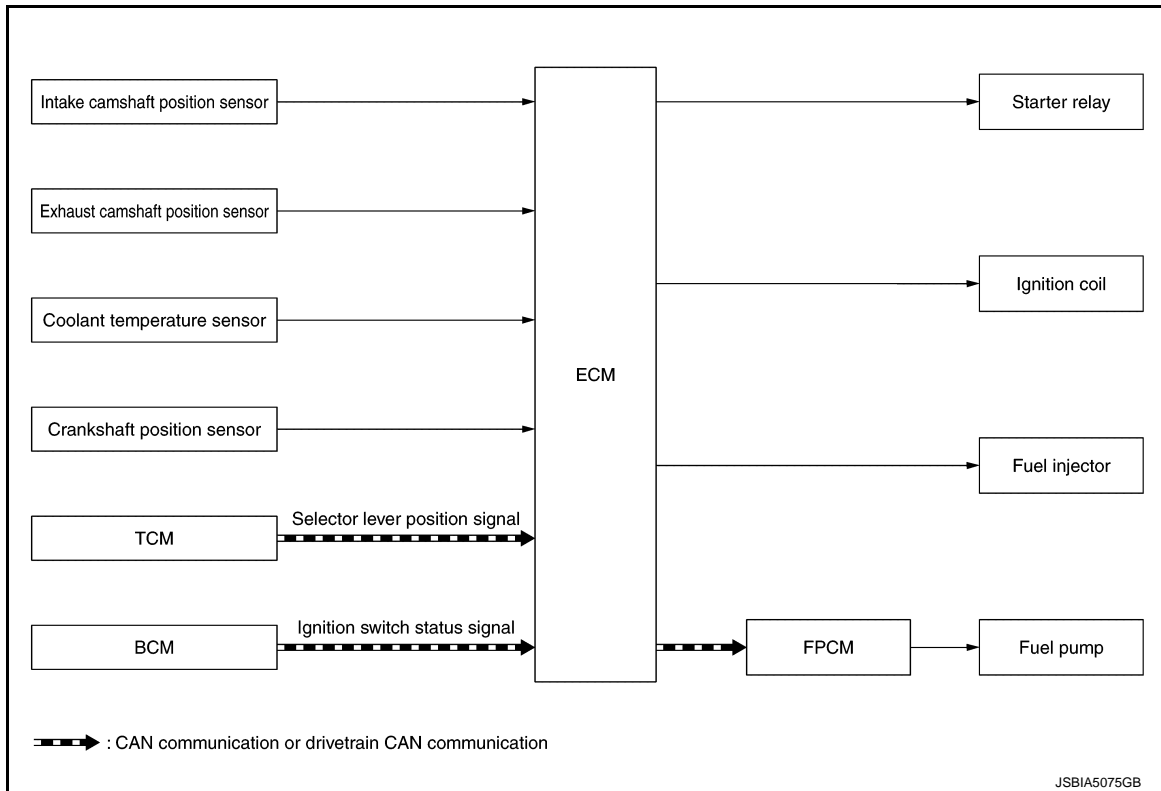 Intake camshaft position sensor
Starter relay
Exhaust camshaft position sensor
Ignition coil
Coolant temperature sensor
ECM
Crankshaft position sensor
Fuel injector
Selector lever position signal
TCM
Ignition switch status signal
BCM
FPCM
Fuel pump
: CAN communication or drivetrain CAN communication
JSBIA5075GB